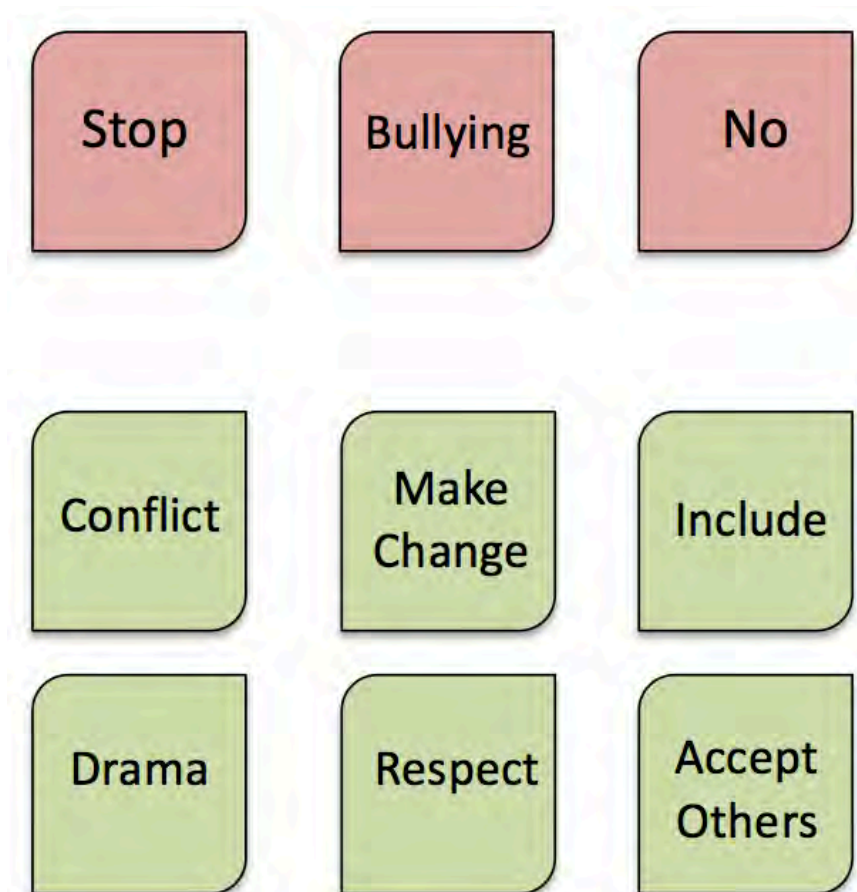 Stop
Bullying
No
Conflict
Make
Change
Include
Drama
Respect
Accept
Others